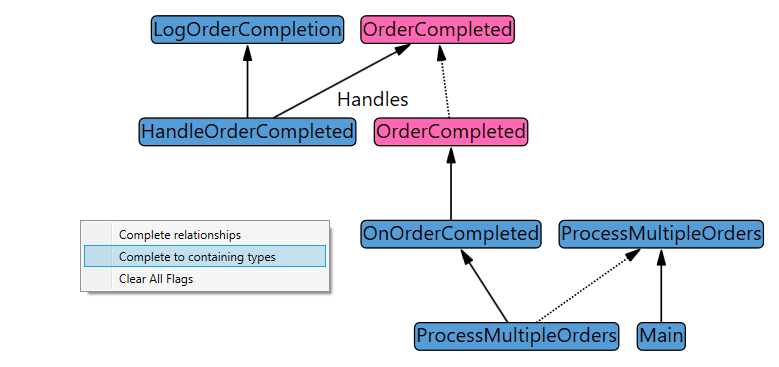 LogOrderCompletion
OrderCompleted
Handles
HandleOrderCompleted
OrderCompleted
OnOrderCompleted
ProcessMultipleOrders
Complete relationships
Complete to containing types
Clear All Flags
ProcessMultipleOrders
Main